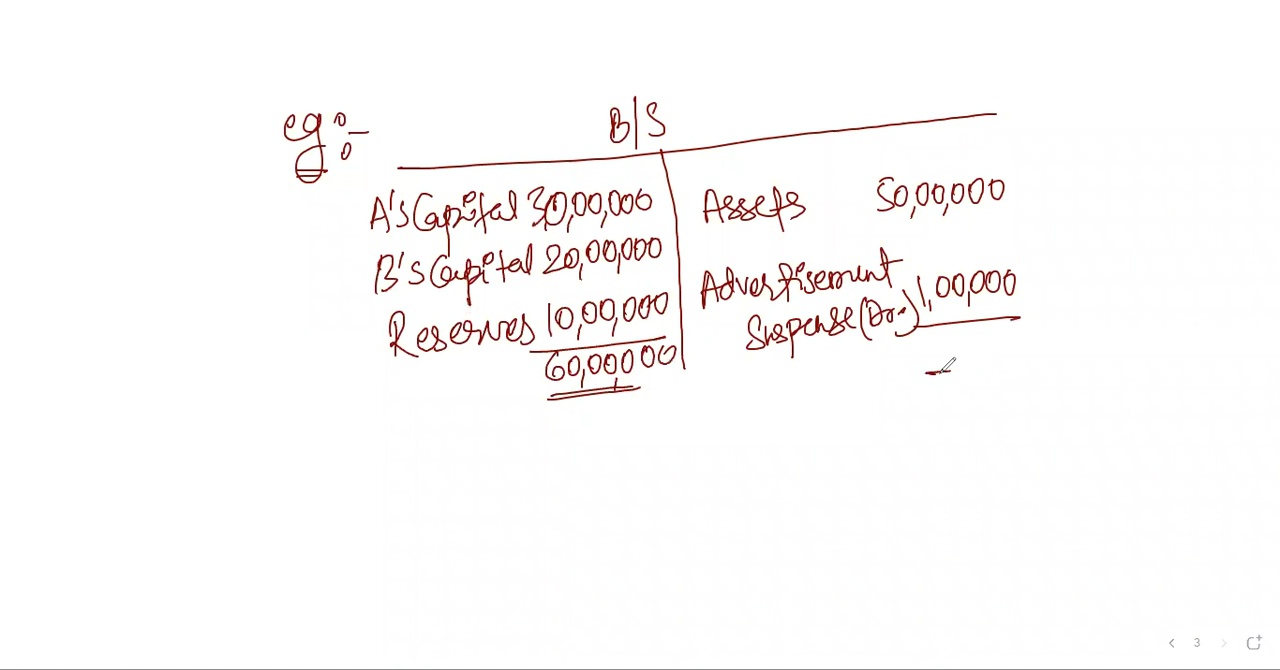 eg:-
B/S
A's Capital 30,00,000
B's Capital 20,00,000
Reserves 10,00,000
60,00,000
Assets 50,00,000
Advertisement
Suspense (Dr.) 1,00,000
3